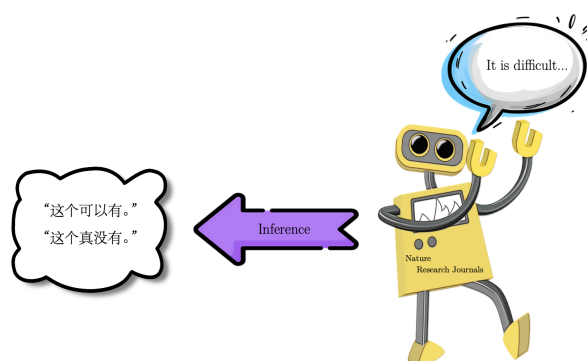 It is difficult...
“这个可以有。”
“这个真没有。”
Inference
Nature
Research Journals